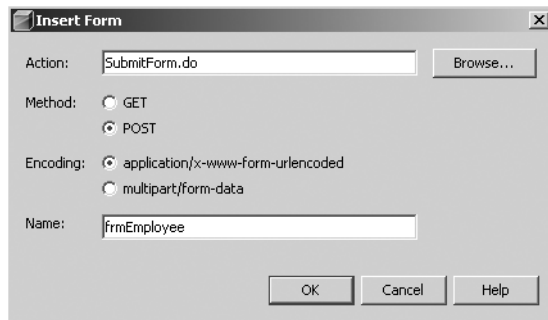 Insert Form
Action: SubmitForm.do Browse...
Method: GET
POST
Encoding: application/x-www-form-urlencoded
multipart/form-data
Name: frmEmployee
OK Cancel Help